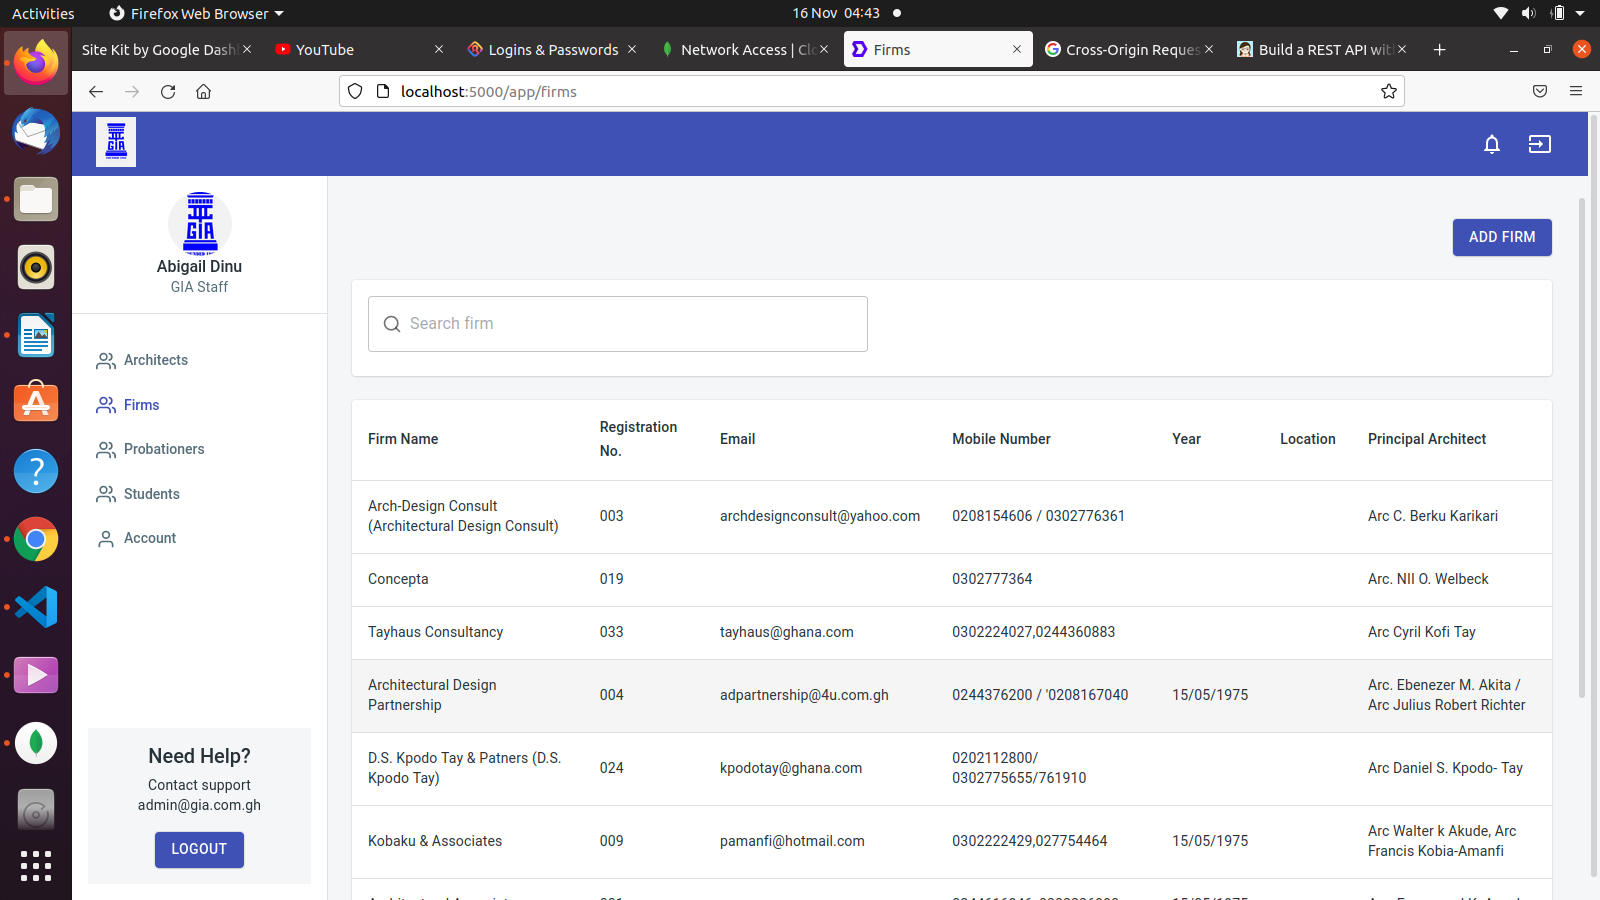 Activities
Firefox Web Browser
16 Nov 04:43
Site Kit by Google Dash
YouTube
Logins & Passwords
Network Access | Clo
Firms
Cross-Origin Reques
Build a REST API wit
localhost:5000/app/firms
GIA
GIA
Abigail Dinu
GIA Staff
Architects
Firms
Probationers
Students
Account
Need Help?
Contact support
admin@gia.com.gh
LOGOUT
ADD FIRM
Search firm
Firm Name Registration No. Email Mobile Number Year Location Principal Architect
Arch-Design Consult (Architectural Design Consult) 003 archdesignconsult@yahoo.com 0208154606 / 0302776361 Arc C. Berku Karikari
Concepta 019 0302777364 Arc. NII O. Welbeck
Tayhaus Consultancy 033 tayhaus@ghana.com 0302224027,0244360883 Arc Cyril Kofi Tay
Architectural Design Partnership 004 adpartnership@4u.com.gh 0244376200 / '0208167040 15/05/1975 Arc. Ebenezer M. Akita / Arc Julius Robert Richter
D.S. Kpodo Tay & Patners (D.S. Kpodo Tay) 024 kpodotay@ghana.com 0202112800/ 0302775655/761910 Arc Daniel S. Kpodo- Tay
Kobaku & Associates 009 pamanfi@hotmail.com 0302222429,027754464 15/05/1975 Arc Walter k Akude, Arc Francis Kobia-Amanfi